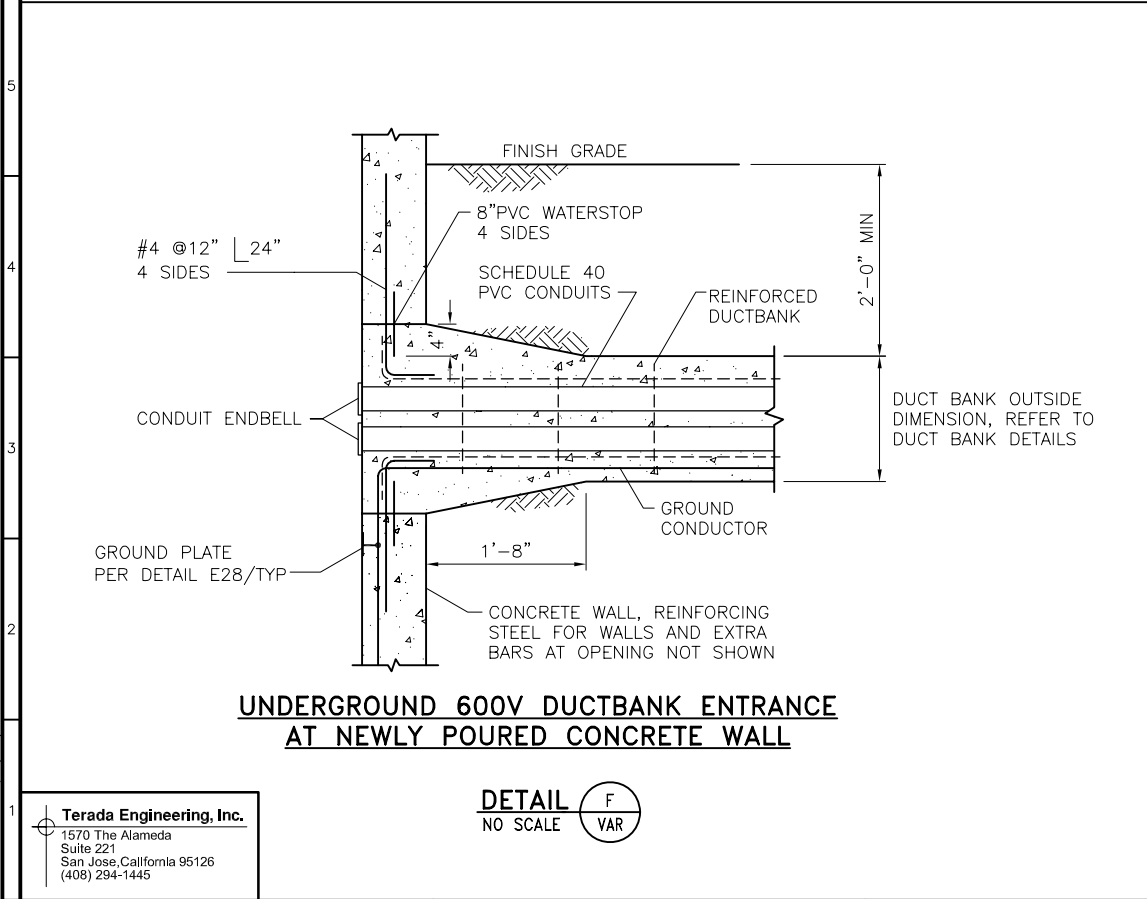 5
4
3
2
1
FINISH GRADE
8"PVC WATERSTOP
4 SIDES
#4 @12" 24"
4 SIDES
SCHEDULE 40
PVC CONDUITS
REINFORCED
DUCTBANK
2'-0" MIN
4"
CONDUIT ENDBELL
DUCT BANK OUTSIDE
DIMENSION, REFER TO
DUCT BANK DETAILS
GROUND
CONDUCTOR
GROUND PLATE
PER DETAIL E28/TYP
1'-8"
CONCRETE WALL, REINFORCING
STEEL FOR WALLS AND EXTRA
BARS AT OPENING NOT SHOWN
UNDERGROUND 600V DUCTBANK ENTRANCE
AT NEWLY POURED CONCRETE WALL
DETAIL
NO SCALE
F
VAR
Terada Engineering, Inc.
1570 The Alameda
Suite 221
San Jose,California 95126
(408) 294-1445